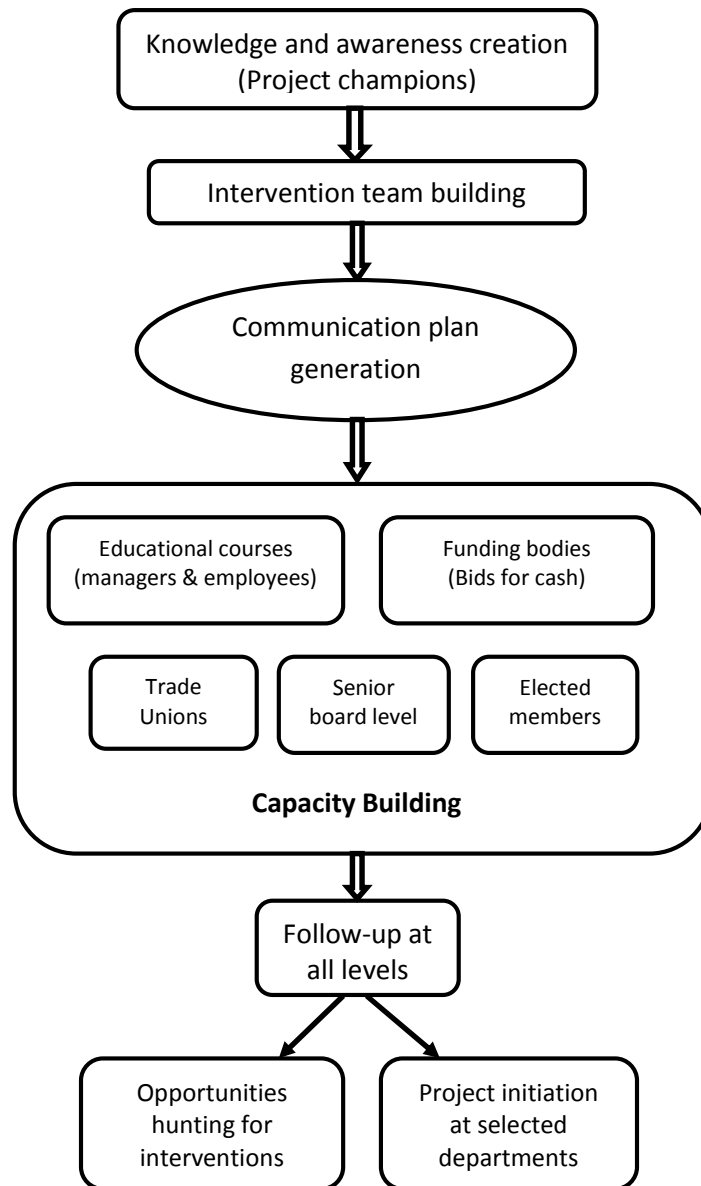 Knowledge and awareness creation
(Project champions)
Intervention team building
Communication plan
generation
Educational courses
(managers & employees)
Funding bodies
(Bids for cash)
Trade
Unions
Senior
board level
Elected
members
Capacity Building
Follow-up at
all levels
Opportunities
hunting for
interventions
Project initiation
at selected
departments